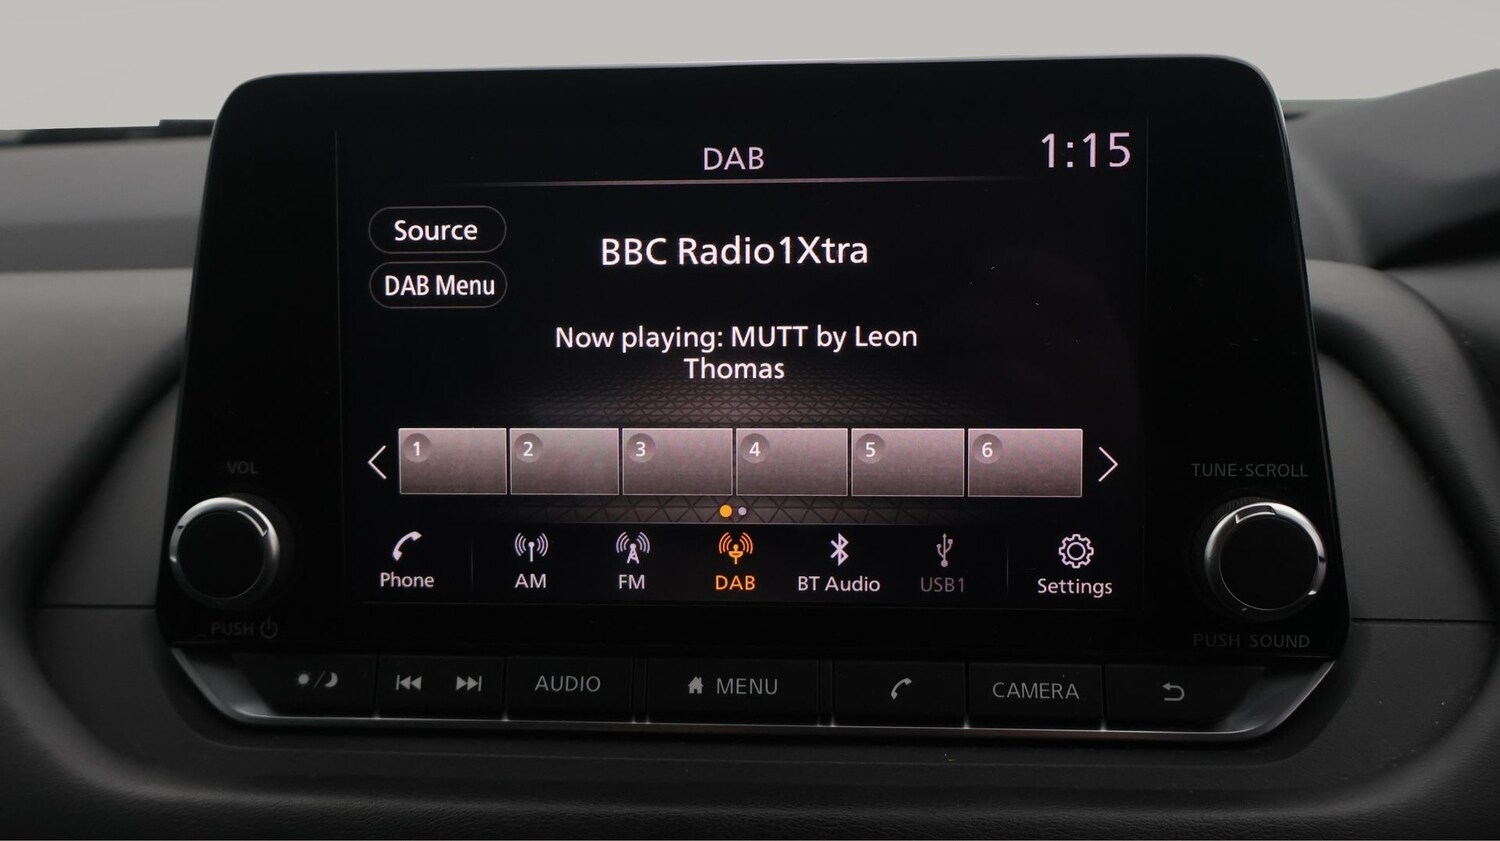 DAB
1:15
Source
BBC Radio1Xtra
DAB Menu
Now playing: MUTT by Leon
Thomas
1 2 3 4 5 6
VOL
TUNE·SCROLL
Phone AM FM DAB BT Audio USB1 Settings
PUSH
PUSH SOUND
AUDIO MENU CAMERA